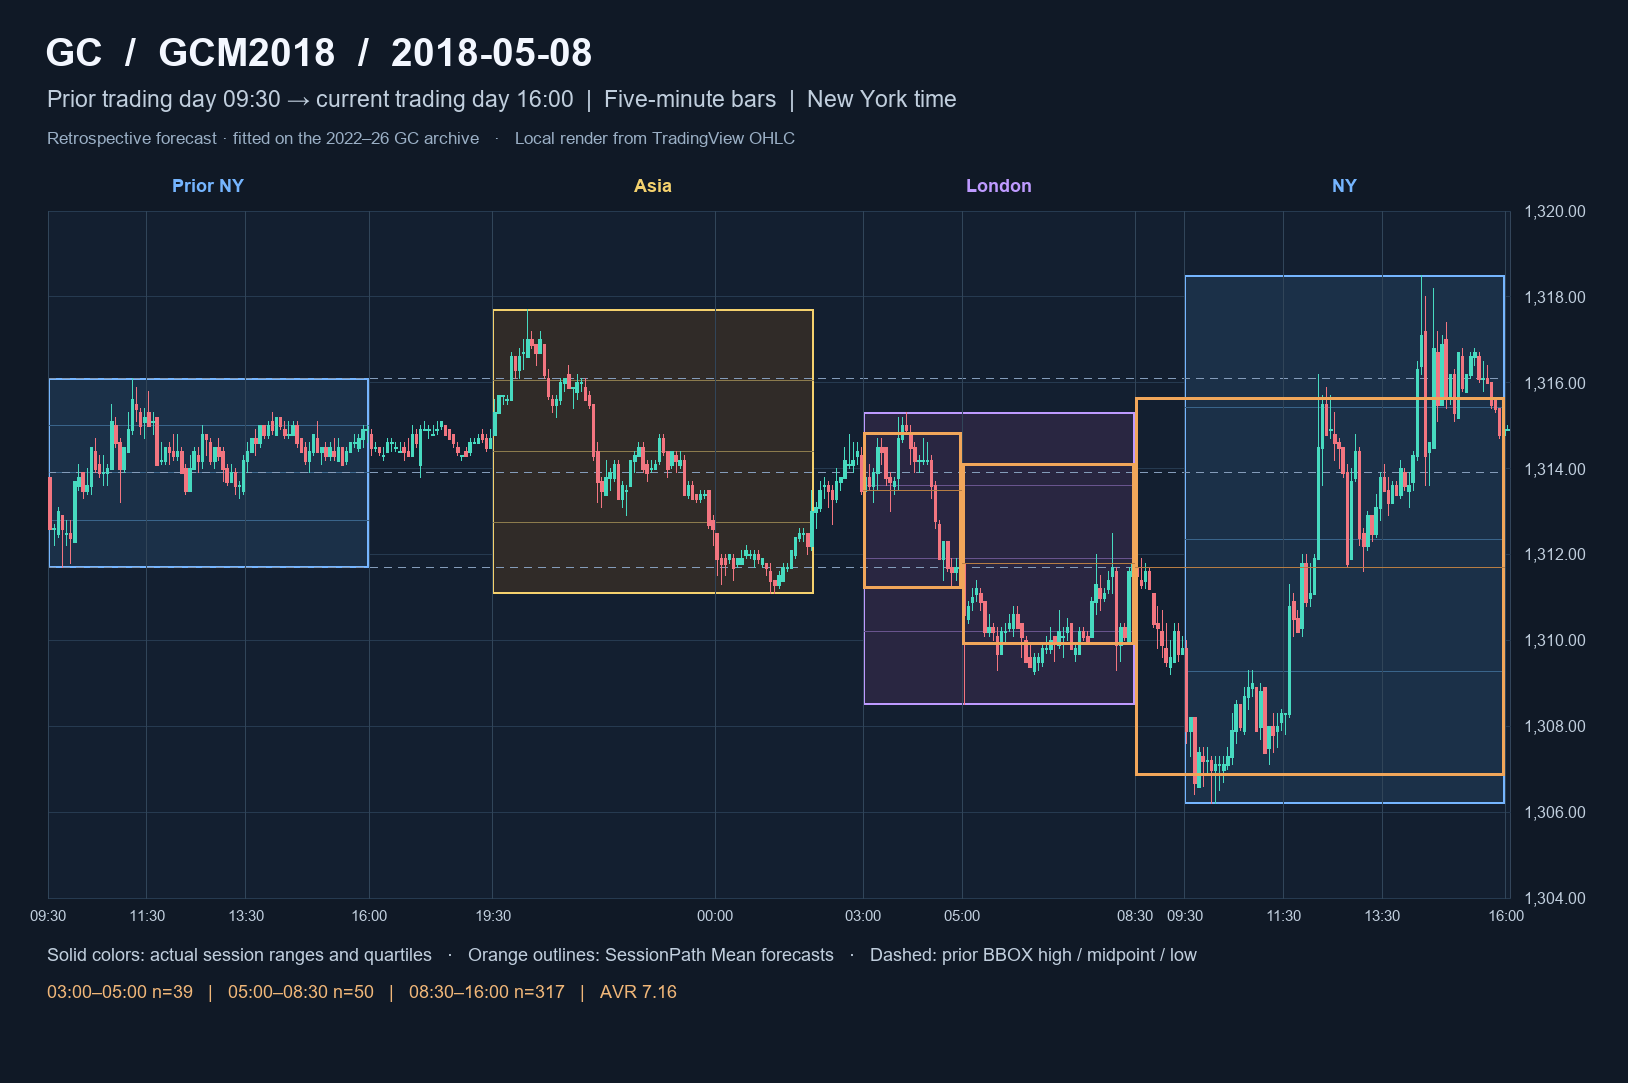 GC / GCM2018 / 2018-05-08
Prior trading day 09:30 → current trading day 16:00 | Five-minute bars | New York time
Retrospective forecast · fitted on the 2022–26 GC archive · Local render from TradingView OHLC
Prior NY Asia London NY
1,320.00
1,318.00
1,316.00
1,314.00
1,312.00
1,310.00
1,308.00
1,306.00
1,304.00
09:30 11:30 13:30 16:00 19:30 00:00 03:00 05:00 08:30 09:30 11:30 13:30 16:00
Solid colors: actual session ranges and quartiles · Orange outlines: SessionPath Mean forecasts · Dashed: prior BBOX high / midpoint / low
03:00–05:00 n=39 | 05:00–08:30 n=50 | 08:30–16:00 n=317 | AVR 7.16